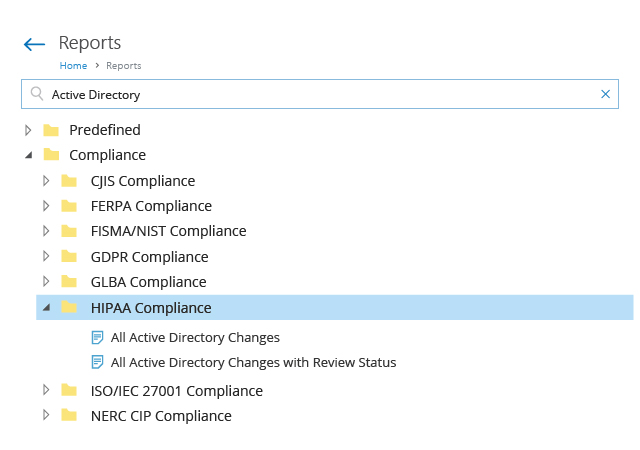 Reports
Home > Reports
Active Directory
Predefined
Compliance
CJIS Compliance
FERPA Compliance
FISMA/NIST Compliance
GDPR Compliance
GLBA Compliance
HIPAA Compliance
All Active Directory Changes
All Active Directory Changes with Review Status
ISO/IEC 27001 Compliance
NERC CIP Compliance